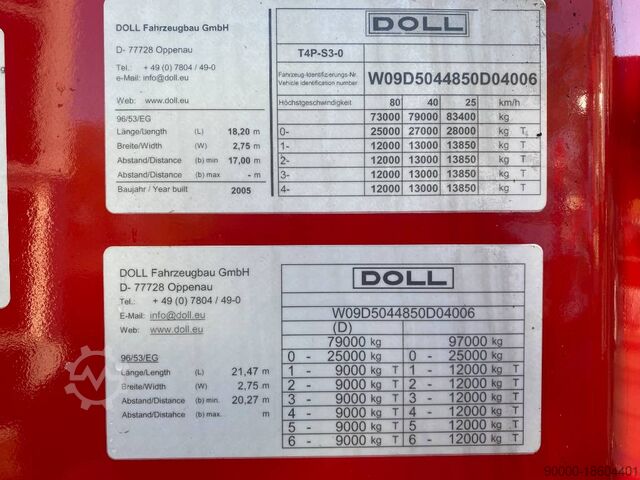 DOLL Fahrzeugbau GmbH
D- 77728 Oppenau
Tel.: + 49 (0) 7804 / 49-0
e-Mail: info@doll.eu
Web: www.doll.eu
96/53/EG
Länge/Length (L) 18,20 m
Breite/Width (W) 2,75 m
Abstand/Distance (b) min 17,00 m
Abstand/Distance (b) max - m
Baujahr / Year built 2005
DOLL
T4P-S3-0
Fahrzeug-Identifizierungs-Nr.
Vehicle identification number W09D5044850D04006
Höchstgeschwindigkeit 80 40 25 km/h
73000 79000 83400 kg
0- 25000 27000 28000 kg T
1- 12000 13000 13850 kg T
2- 12000 13000 13850 kg T
3- 12000 13000 13850 kg T
4- 12000 13000 13850 kg T
DOLL Fahrzeugbau GmbH
D- 77728 Oppenau
Tel.: + 49 (0) 7804 / 49-0
E-Mail: info@doll.eu
Web: www.doll.eu
96/53/EG
Länge/Length (L) 21,47 m
Breite/Width (W) 2,75 m
Abstand/Distance (b) min. 20,27 m
Abstand/Distance (b) max. m
DOLL
W09D5044850D04006
(D)
79000 kg 97000 kg
0 - 25000 kg 0 - 25000 kg
1 - 9000 kg T 1 - 12000 kg T
2 - 9000 kg T 2 - 12000 kg T
3 - 9000 kg T 3 - 12000 kg T
4 - 9000 kg T 4 - 12000 kg T
5 - 9000 kg T 5 - 12000 kg T
6 - 9000 kg T 6 - 12000 kg T